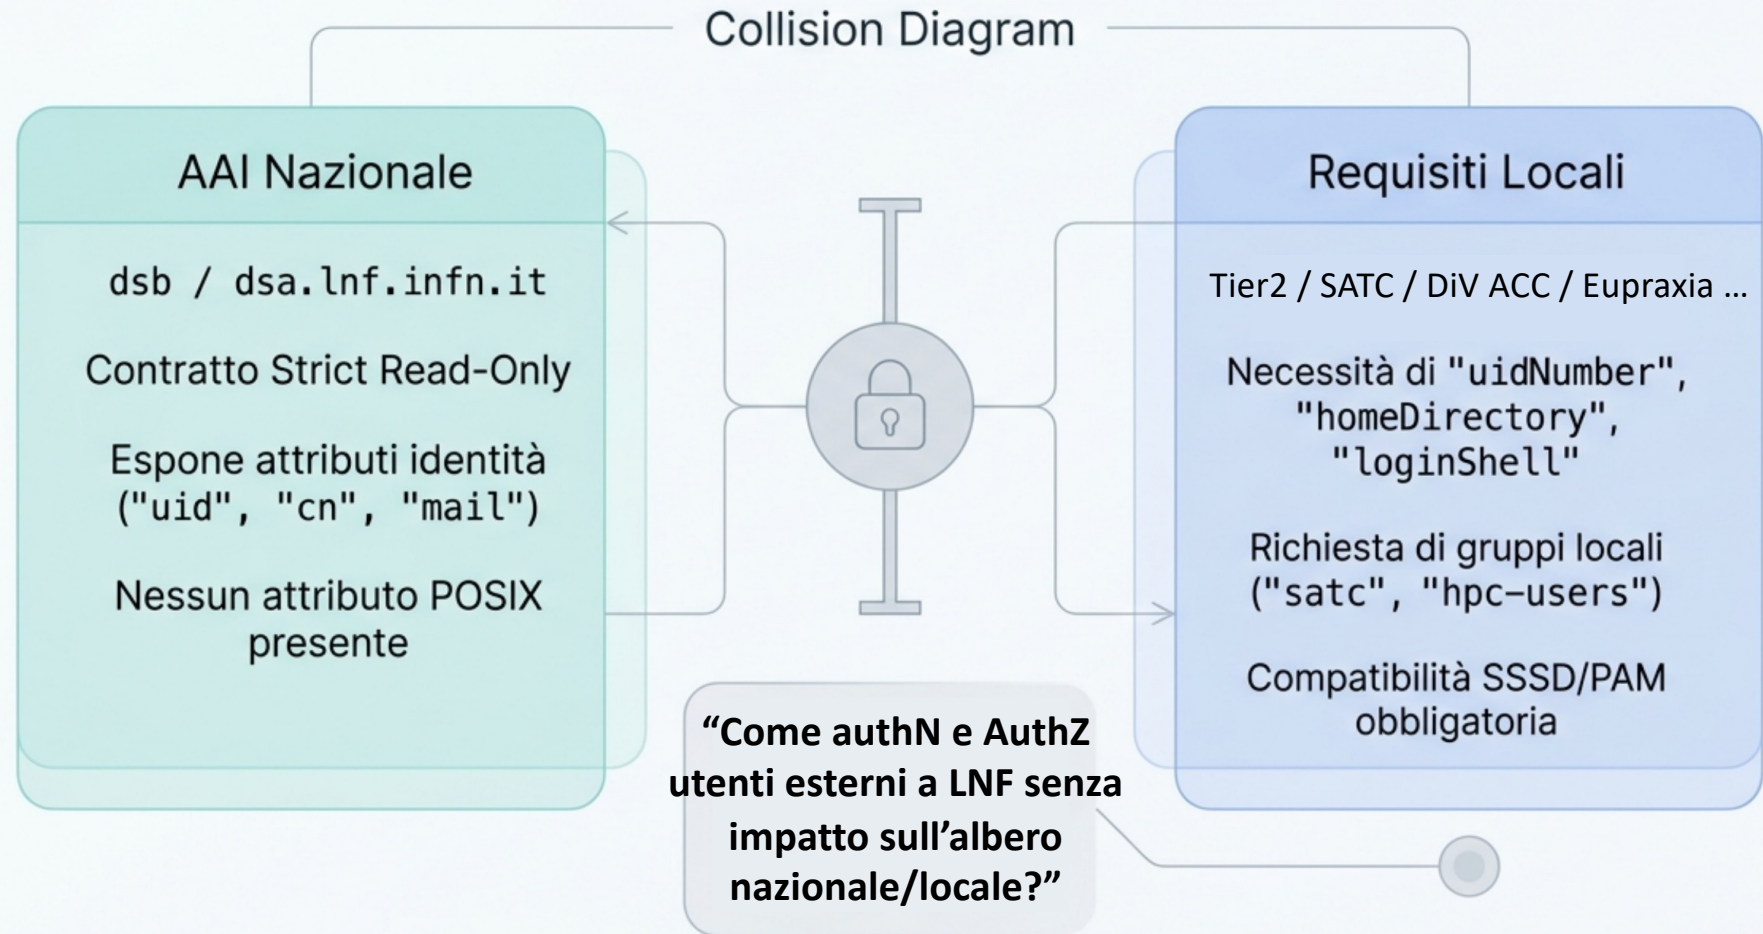 Collision Diagram
AAI Nazionale
dsb / dsa.lnf.infn.it
Contratto Strict Read-Only
Espone attributi identità
("uid", "cn", "mail")
Nessun attributo POSIX
presente
Requisiti Locali
Tier2 / SATC / DiV ACC / Eupraxia ...
Necessità di "uidNumber",
"homeDirectory",
"loginShell"
Richiesta di gruppi locali
("satc", "hpc-users")
Compatibilità SSSD/PAM
obbligatoria
“Come authN e AuthZ
utenti esterni a LNF senza
impatto sull’albero
nazionale/locale?”